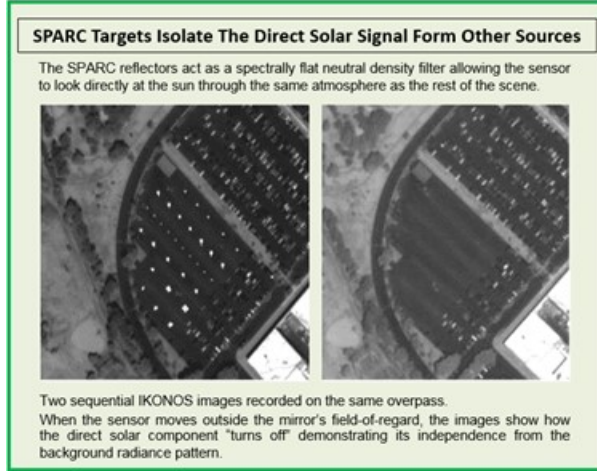 SPARC Targets Isolate The Direct Solar Signal Form Other Sources
The SPARC reflectors act as a spectrally flat neutral density filter allowing the sensor
to look directly at the sun through the same atmosphere as the rest of the scene.
Two sequential IKONOS images recorded on the same overpass.
When the sensor moves outside the mirror's field-of-regard, the images show how
the direct solar component "turns off" demonstrating its independence from the
background radiance pattern.